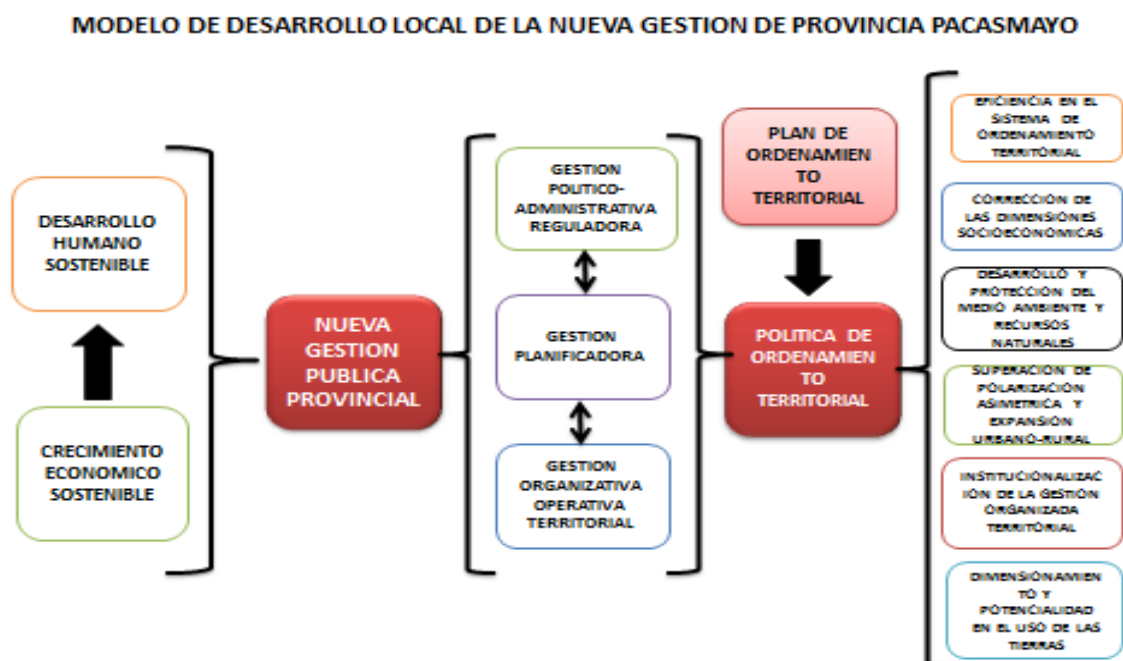 MODELO DE DESARROLLO LOCAL DE LA NUEVA GESTION DE PROVINCIA PACASMAYO
DESARROLLO
HUMANO
SOSTENIBLE
CRECIMIENTO
ECONOMICO
SOSTENIBLE
NUEVA
GESTION
PUBLICA
PROVINCIAL
GESTION
POLITICO-
ADMINISTRATIVA
REGULADORA
GESTION
PLANIFICADORA
GESTION
ORGANIZATIVA
OPERATIVA
TERRITORIAL
PLAN DE
ORDENAMIEN
TO
TERRITORIAL
POLITICA DE
ORDENAMIEN
TO
TERRITORIAL
EFICIENCIA EN EL
SISTEMA DE
ORDENAMIENTO
TERRITORIAL
CORRECCIÓN DE
LAS DIMENSIONES
SOCIOECONOMICAS
DESARROLLO Y
PROTECCIÓN DEL
MEDIO AMBIENTE Y
RECURSOS
NATURALES
SUPERACIÓN DE
POLARIZACIÓN
ASIMETRICA Y
EXPANSIÓN
URBANO-RURAL
INSTITUCIONALIZAC
IÓN DE LA GESTIÓN
ORGANIZADA
TERRITORIAL
DIMENSIONAMIEN
TO Y
POTENCIALIDAD
EN EL USO DE LAS
TIERRAS